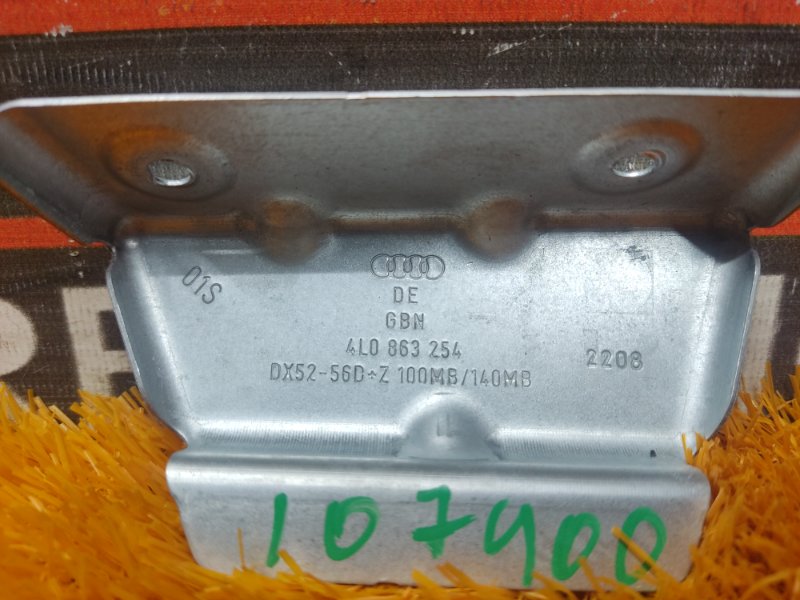 01S
DE
GBN
4L0 863 254
2208
DX52-56D+Z 100MB/140MB
107400